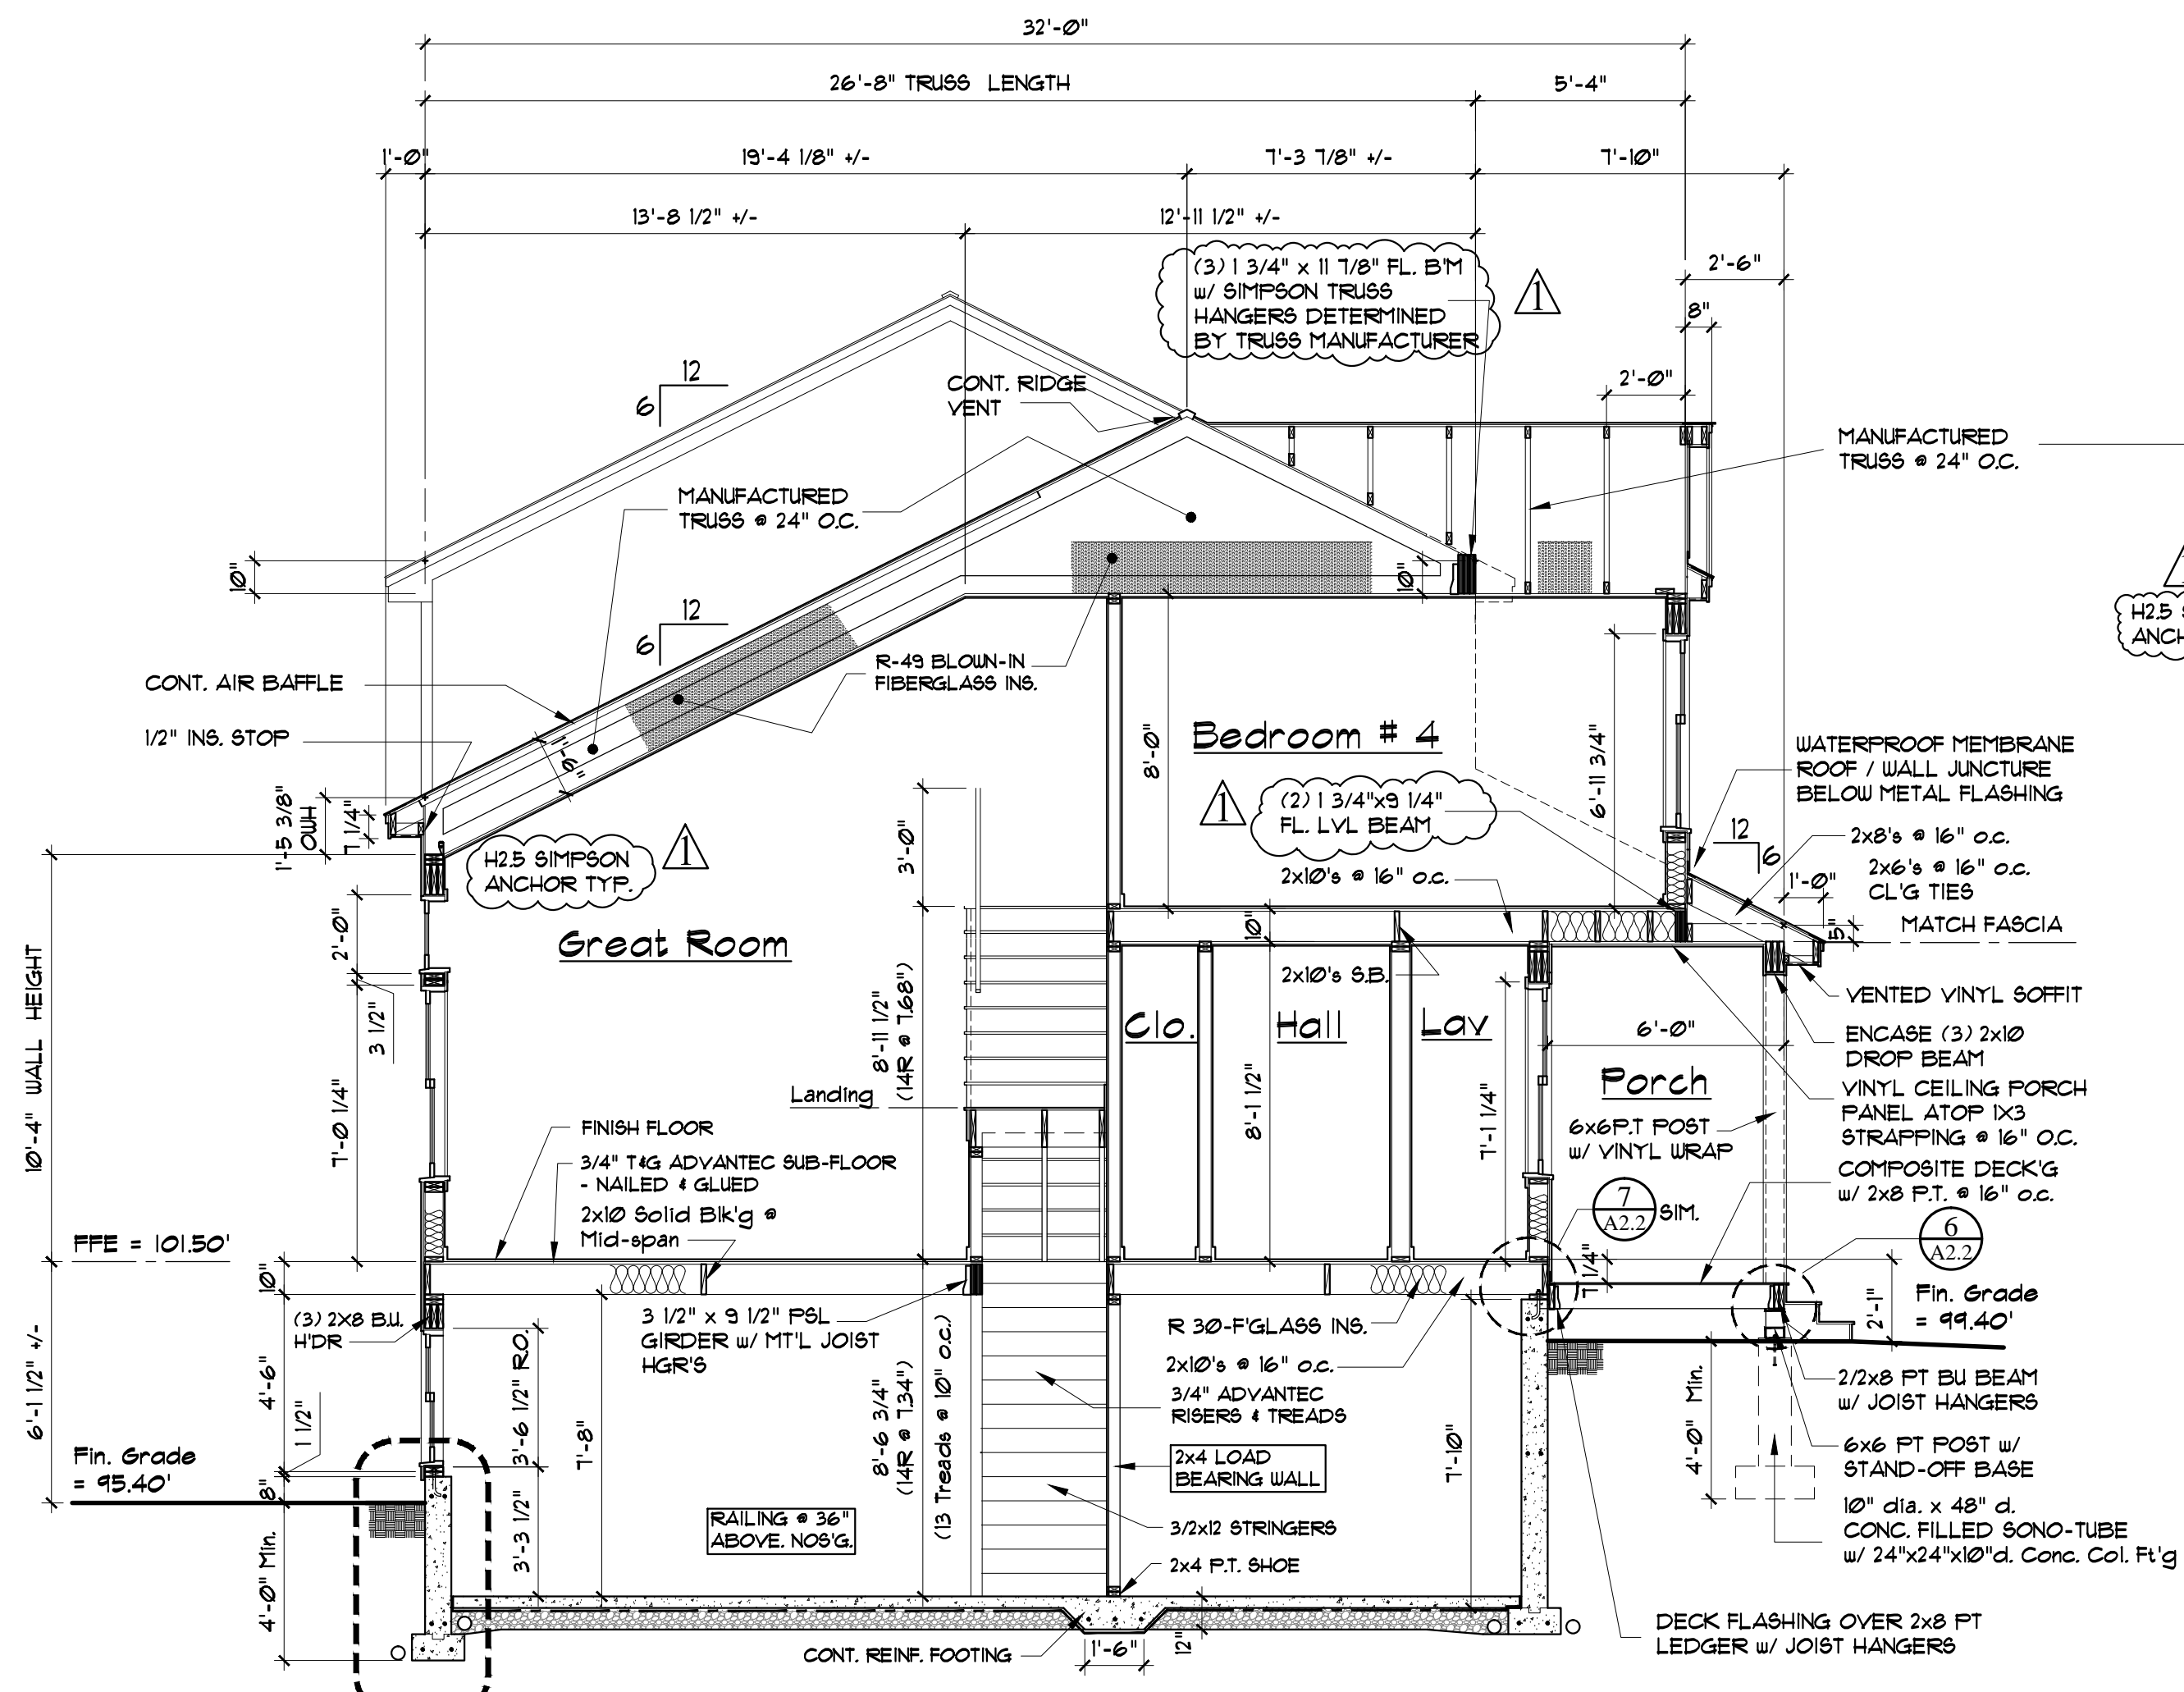 32'-0"
26'-8" TRUSS LENGTH
5'-4"
1'-0"
19'-4 1/8" +/-
7'-3 7/8" +/-
7'-10"
13'-8 1/2" +/-
12'-11 1/2" +/-
2'-6"
(3) 1 3/4" x 11 7/8" FL. B'M
w/ SIMPSON TRUSS
HANGERS DETERMINED
BY TRUSS MANUFACTURER
1
8"
2'-0"
12
6
CONT. RIDGE
VENT
MANUFACTURED
TRUSS @ 24" O.C.
MANUFACTURED
TRUSS @ 24" O.C.
10"
10"
12
6
R-49 BLOWN-IN
FIBERGLASS INS.
H2.5
ANCH
CONT. AIR BAFFLE
1/2" INS. STOP
1'-6"
Bedroom # 4
8'-0"
6'-11 3/4"
WATERPROOF MEMBRANE
ROOF / WALL JUNCTURE
BELOW METAL FLASHING
1'-5 3/8"
OWH
7 1/4"
H2.5 SIMPSON
ANCHOR TYP.
1
3'-0"
1
(2) 1 3/4"x9 1/4"
FL. LVL BEAM
2x10's @ 16" o.c.
12
6
2x8's @ 16" o.c.
2x6's @ 16" o.c.
CL'G TIES
1'-0"
5"
MATCH FASCIA
10'-4" WALL HEIGHT
2'-0"
3 1/2"
7'-0 1/4"
Great Room
8'-11 1/2"
(14R @ 7.68")
10"
2x10's S.B.
Clo.
Hall
Lav
8'-1 1/2"
7'-1 1/4"
6'-0"
Porch
VENTED VINYL SOFFIT
ENCASE (3) 2x10
DROP BEAM
VINYL CEILING PORCH
PANEL ATOP 1X3
STRAPPING @ 16" O.C.
6x6P.T POST
w/ VINYL WRAP
COMPOSITE DECK'G
w/ 2x8 P.T. @ 16" o.c.
Landing
FINISH FLOOR
3/4" T&G ADVANTEC SUB-FLOOR
- NAILED & GLUED
2x10 Solid Blk'g @
Mid-span
7
A2.2
SIM.
6
A2.2
FFE = 101.50'
10"
7 1/4"
2'-1"
Fin. Grade
= 99.40'
(3) 2X8 B.U.
H'DR
3 1/2" x 9 1/2" PSL
GIRDER w/ MT'L JOIST
HGR'S
R 30-F'GLASS INS.
2x10's @ 16" o.c.
3/4" ADVANTEC
RISERS & TREADS
2/2x8 PT BU BEAM
w/ JOIST HANGERS
6'-1 1/2" +/-
4'-6"
1 1/2"
3'-6 1/2" R.O.
7'-8"
8'-6 3/4"
(14R @ 7.34")
(13 Treads @ 10" o.c.)
2x4 LOAD
BEARING WALL
7'-10"
4'-0" Min.
6x6 PT POST w/
STAND-OFF BASE
Fin. Grade
= 95.40'
8"
4'-0" Min.
3'-3 1/2"
RAILING @ 36"
ABOVE. NOS'G.
3/2x12 STRINGERS
2x4 P.T. SHOE
10" dia. x 48" d.
CONC. FILLED SONO-TUBE
w/ 24"x24"x10"d. Conc. Col. Ft'g
CONT. REINF. FOOTING
1'-6"
12"
DECK FLASHING OVER 2x8 PT
LEDGER w/ JOIST HANGERS